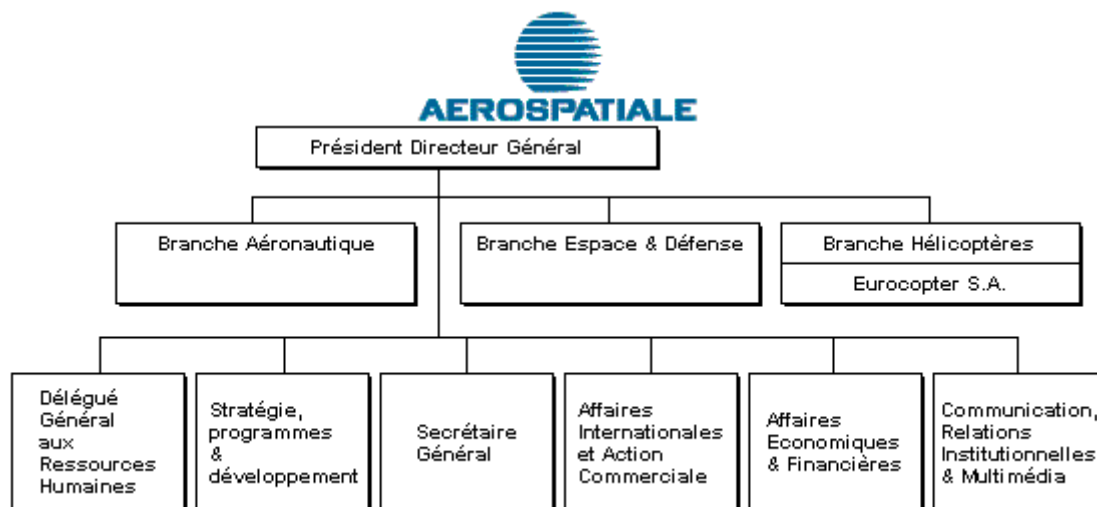 AEROSPATIALE
Président Directeur Général
Branche Aéronautique
Branche Espace & Défense
Branche Hélicoptères
Eurocopter S.A.
Délégué
Général
aux
Ressources
Humaines
Stratégie,
programmes
&
développement
Secrétaire
Général
Affaires
Internationales
et Action
Commerciale
Affaires
Economiques
& Financières
Communication,
Relations
Institutionnelles
& Multimédia